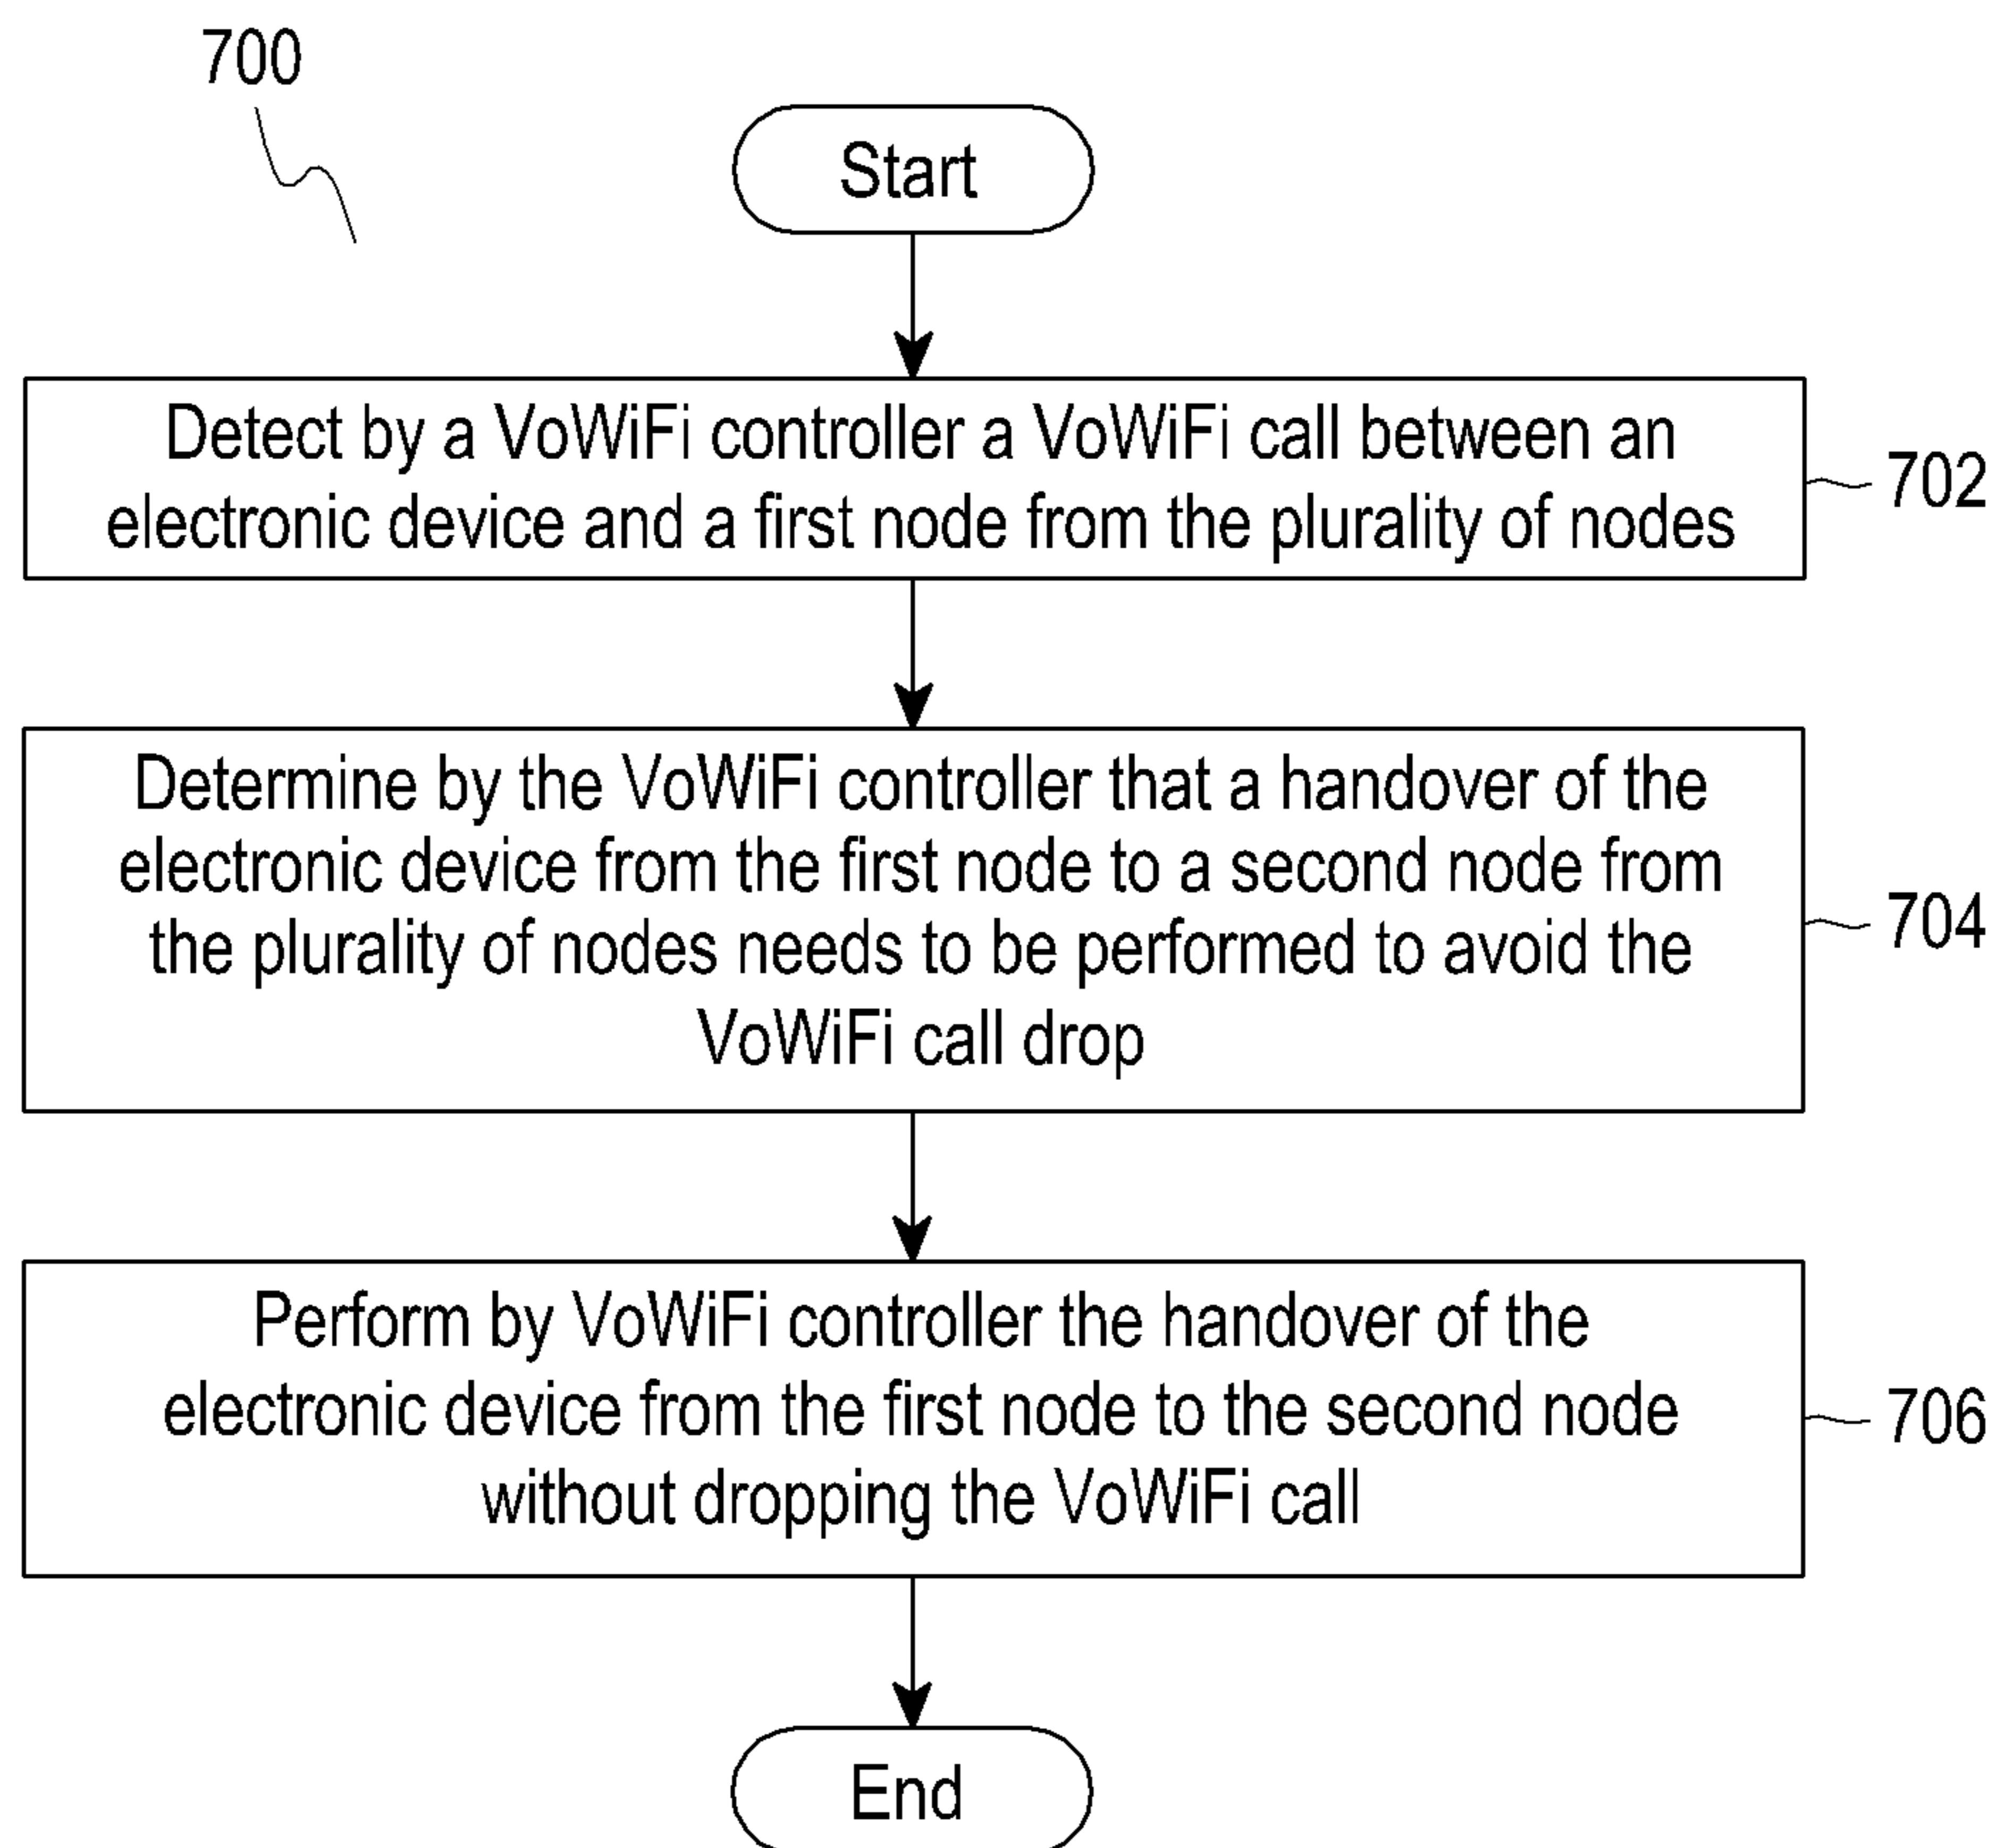 700
Start
Detect by a VoWiFi controller a VoWiFi call between an
electronic device and a first node from the plurality of nodes
702
Determine by the VoWiFi controller that a handover of the
electronic device from the first node to a second node from
the plurality of nodes needs to be performed to avoid the
VoWiFi call drop
704
Perform by VoWiFi controller the handover of the
electronic device from the first node to the second node
without dropping the VoWiFi call
706
End